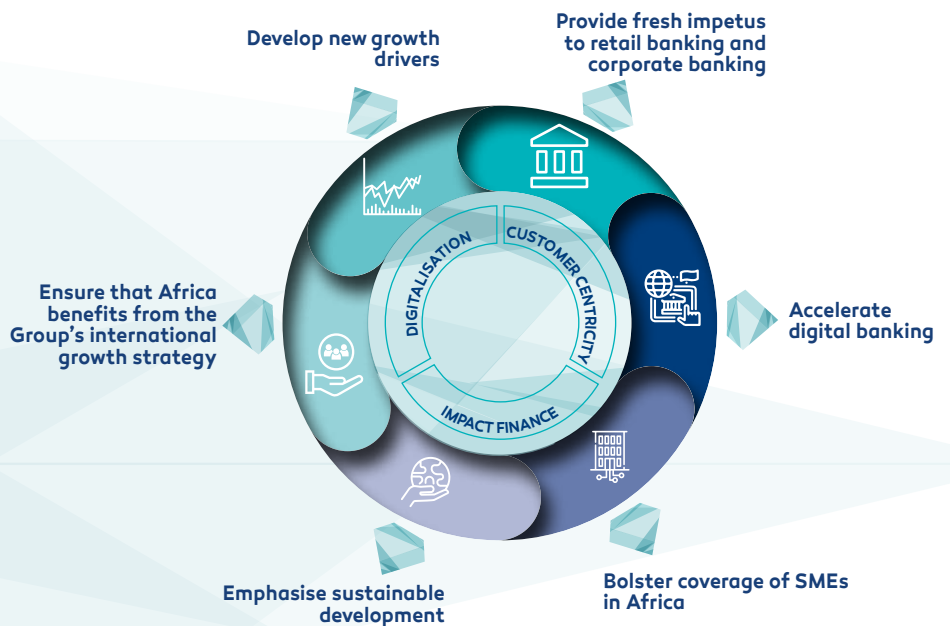 Provide fresh impetus
to retail banking and
corporate banking
Develop new growth
drivers
DIGITALISATION
CUSTOMER CENTRICITY
IMPACT FINANCE
Ensure that Africa
benefits from the
Group's international
growth strategy
Accelerate
digital banking
Emphasise sustainable
development
Bolster coverage of SMEs
in Africa